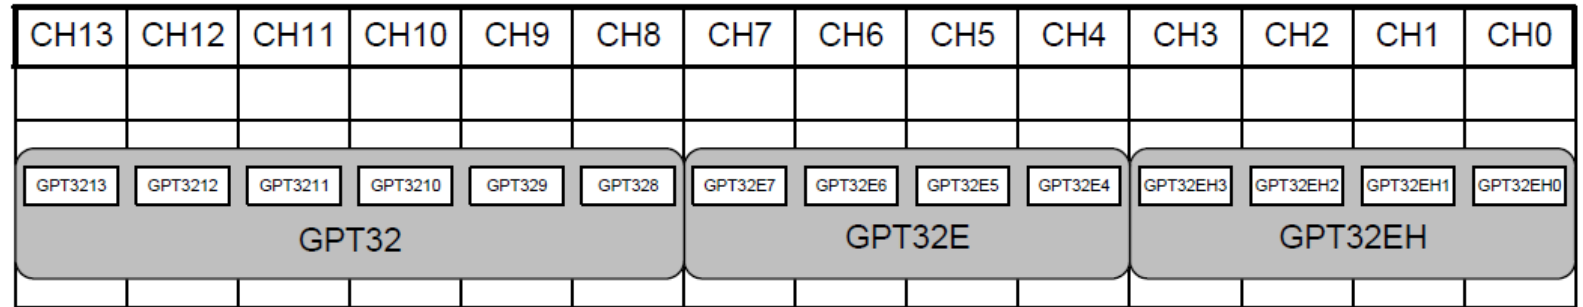 CH13 CH12 CH11 CH10 CH9 CH8 CH7 CH6 CH5 CH4 CH3 CH2 CH1 CH0
GPT3213 GPT3212 GPT3211 GPT3210 GPT329 GPT328 GPT32E7 GPT32E6 GPT32E5 GPT32E4 GPT32EH3 GPT32EH2 GPT32EH1 GPT32EH0
GPT32 GPT32E GPT32EH